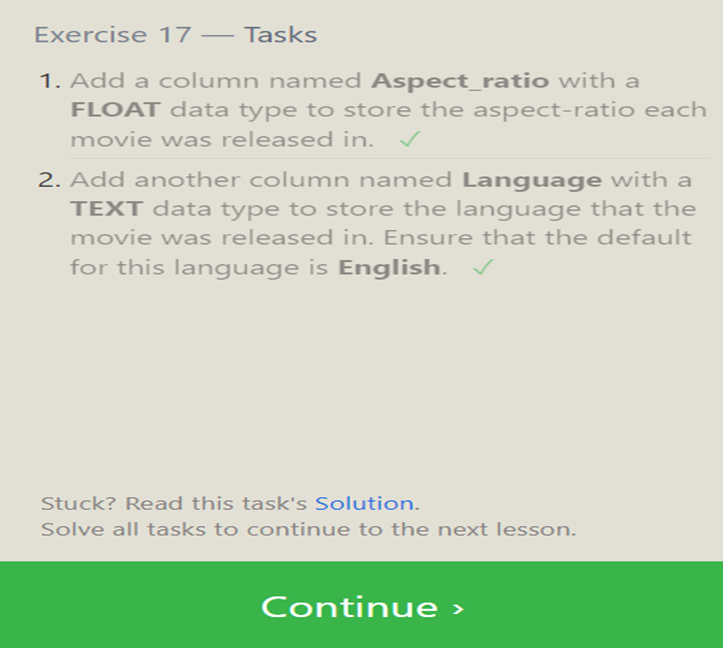 Exercise 17 — Tasks
1. Add a column named Aspect_ratio with a
FLOAT data type to store the aspect-ratio each
movie was released in. ✓
2. Add another column named Language with a
TEXT data type to store the language that the
movie was released in. Ensure that the default
for this language is English. ✓
Stuck? Read this task's Solution.
Solve all tasks to continue to the next lesson.
Continue ›